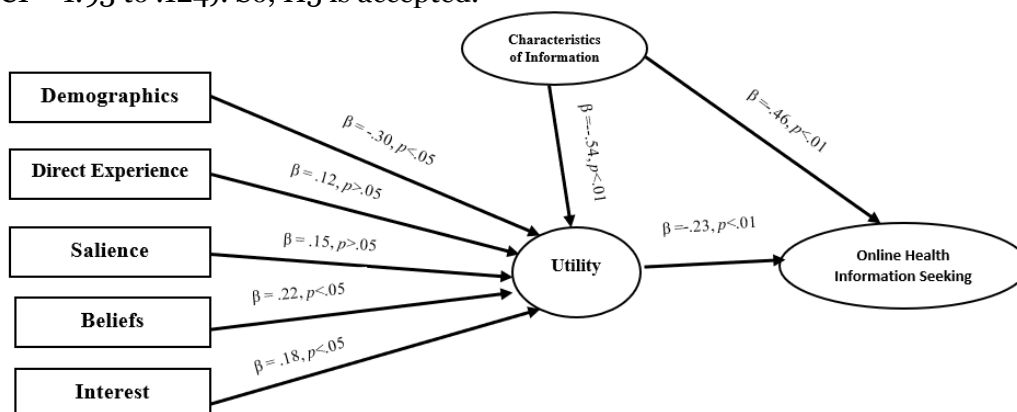 CI = 1.95 to .124). So, H5 is accepted.
Characteristics
of Information
Demographics
β=-.30, p<.05
β=-.54, p<.01
β=-.46, p<.01
Direct Experience
β=.12, p>.05
Salience
β=.15, p>.05
Utility
β=-.23, p<.01
Online Health
Information Seeking
Beliefs
β=.22, p<.05
Interest
β=.18, p<.05